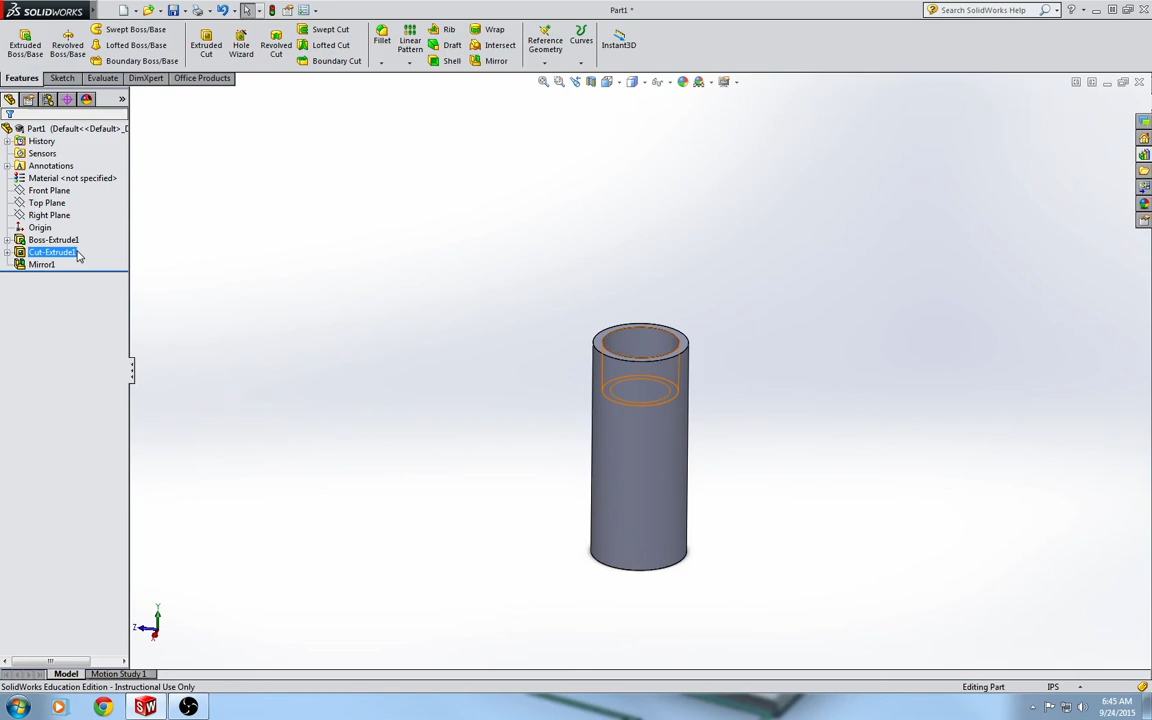 SOLIDWORKS
Part1 *
Search SolidWorks Help
Extruded Boss/Base
Revolved Boss/Base
Swept Boss/Base
Lofted Boss/Base
Boundary Boss/Base
Extruded Cut
Hole Wizard
Revolved Cut
Swept Cut
Lofted Cut
Boundary Cut
Fillet
Linear Pattern
Rib
Draft
Shell
Wrap
Intersect
Mirror
Reference Geometry
Curves
Instant3D
Features
Sketch
Evaluate
DimXpert
Office Products
Part1 (Default<<Default>_D
History
Sensors
Annotations
Material <not specified>
Front Plane
Top Plane
Right Plane
Origin
Boss-Extrude1
Cut-Extrude1
Mirror1
Y
Z
X
Model
Motion Study 1
SolidWorks Education Edition - Instructional Use Only
Editing Part
IPS
SW
6:45 AM
9/24/2015